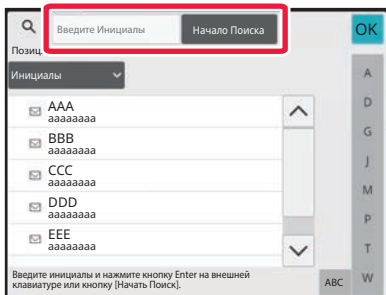 Введите Инициалы
Начало Поиска
OK
Позиц
Инициалы
A
AAA
aaaaaaaa
D
BBB
aaaaaaaa
G
CCC
aaaaaaaa
J
DDD
aaaaaaaa
M
EEE
aaaaaaaa
P
T
Введите инициалы и нажмите кнопку Enter на внешней
клавиатуре или кнопку [Начать Поиск].
ABC
W